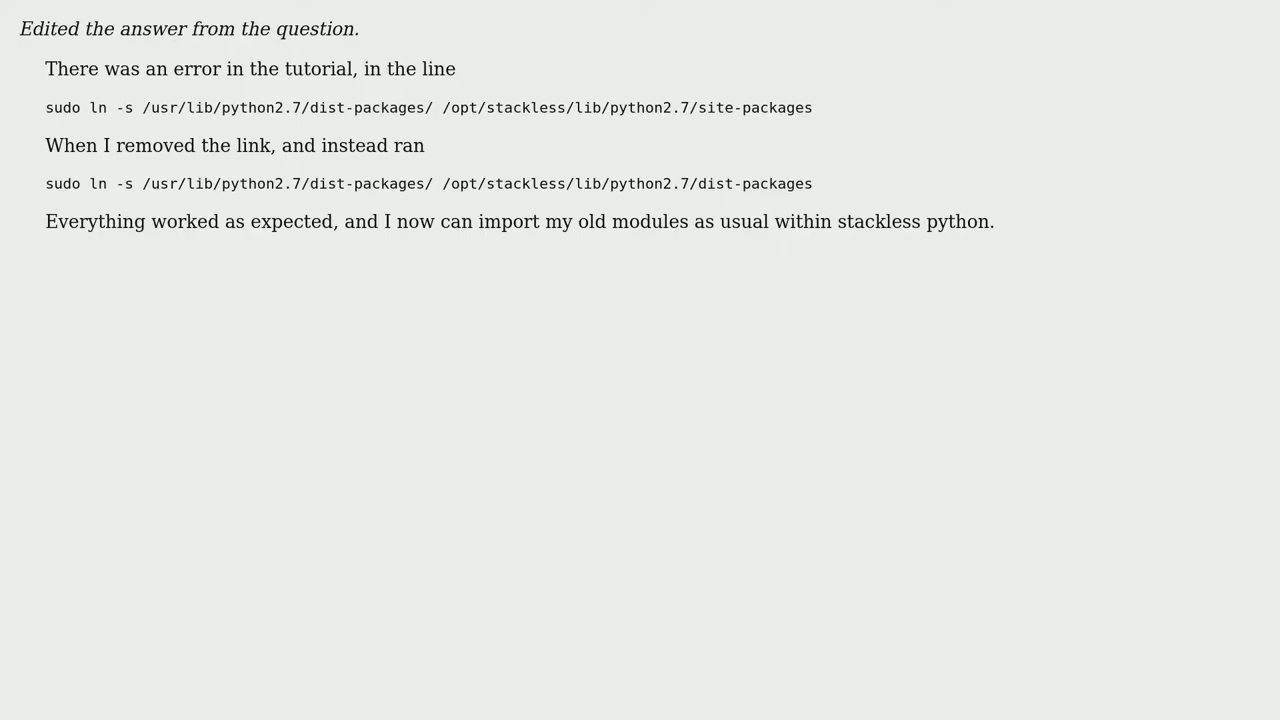 Edited the answer from the question.
There was an error in the tutorial, in the line
sudo ln -s /usr/lib/python2.7/dist-packages/ /opt/stackless/lib/python2.7/site-packages
When I removed the link, and instead ran
sudo ln -s /usr/lib/python2.7/dist-packages/ /opt/stackless/lib/python2.7/dist-packages
Everything worked as expected, and I now can import my old modules as usual within stackless python.